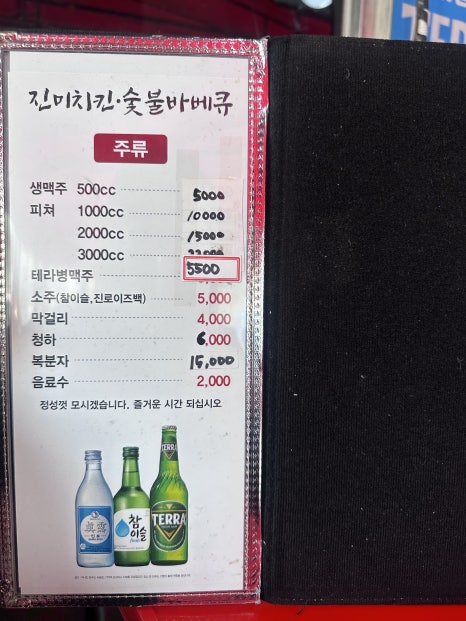 진미치킨·숯불바베큐
주류
생맥주 500cc 5000
피쳐 1000cc 10000
2000cc 15000
3000cc
테라병맥주 5500
소주(참이슬,진로이즈백) 5,000
막걸리 4,000
청하 6,000
복분자 15,000
음료수 2,000
정성껏 모시겠습니다. 즐거운 시간 되십시오
眞露
참이슬
fresh
TERRA
TERRA